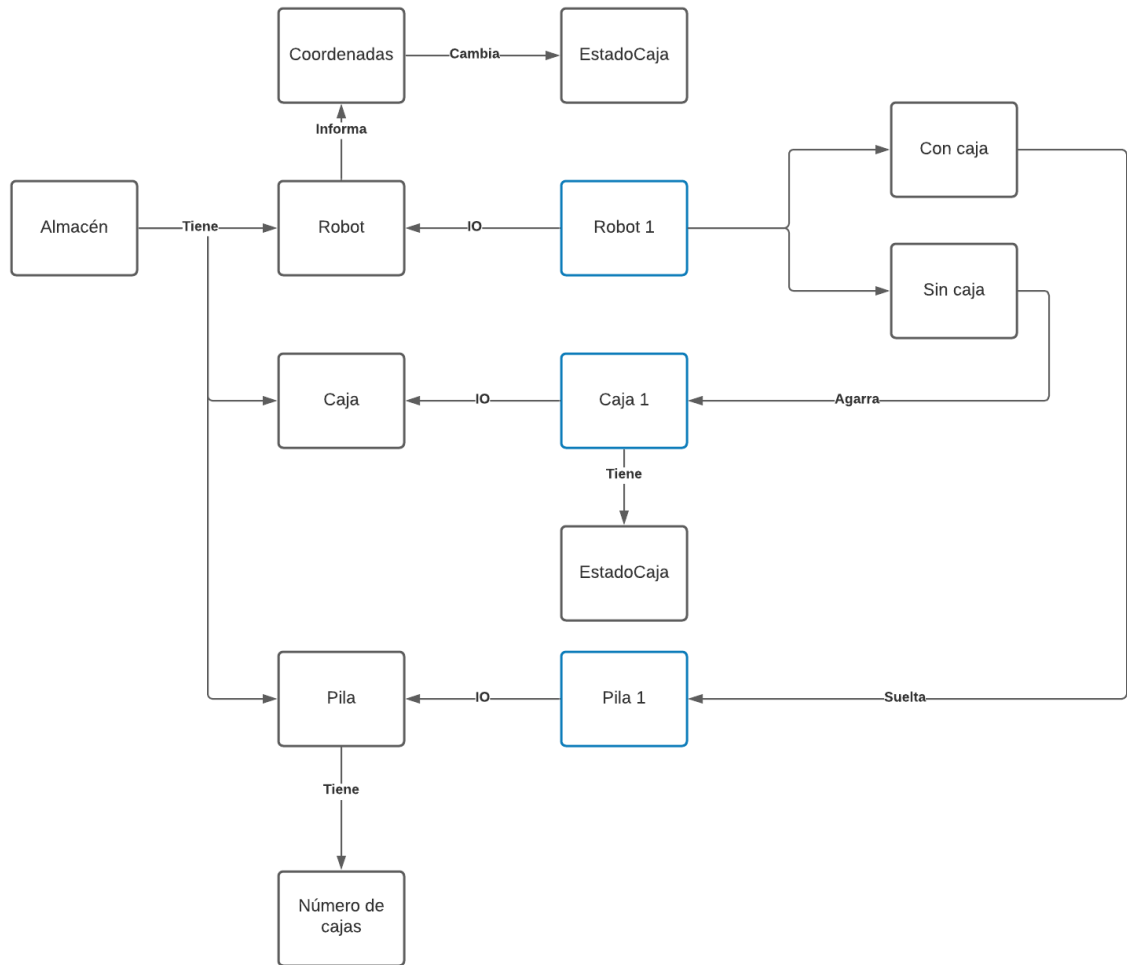 Coordenadas
Cambia
EstadoCaja
Informa
Con caja
Almacén
Tiene
Robot
IO
Robot 1
Sin caja
Caja
IO
Caja 1
Agarra
Tiene
EstadoCaja
Pila
IO
Pila 1
Suelta
Tiene
Número de
cajas